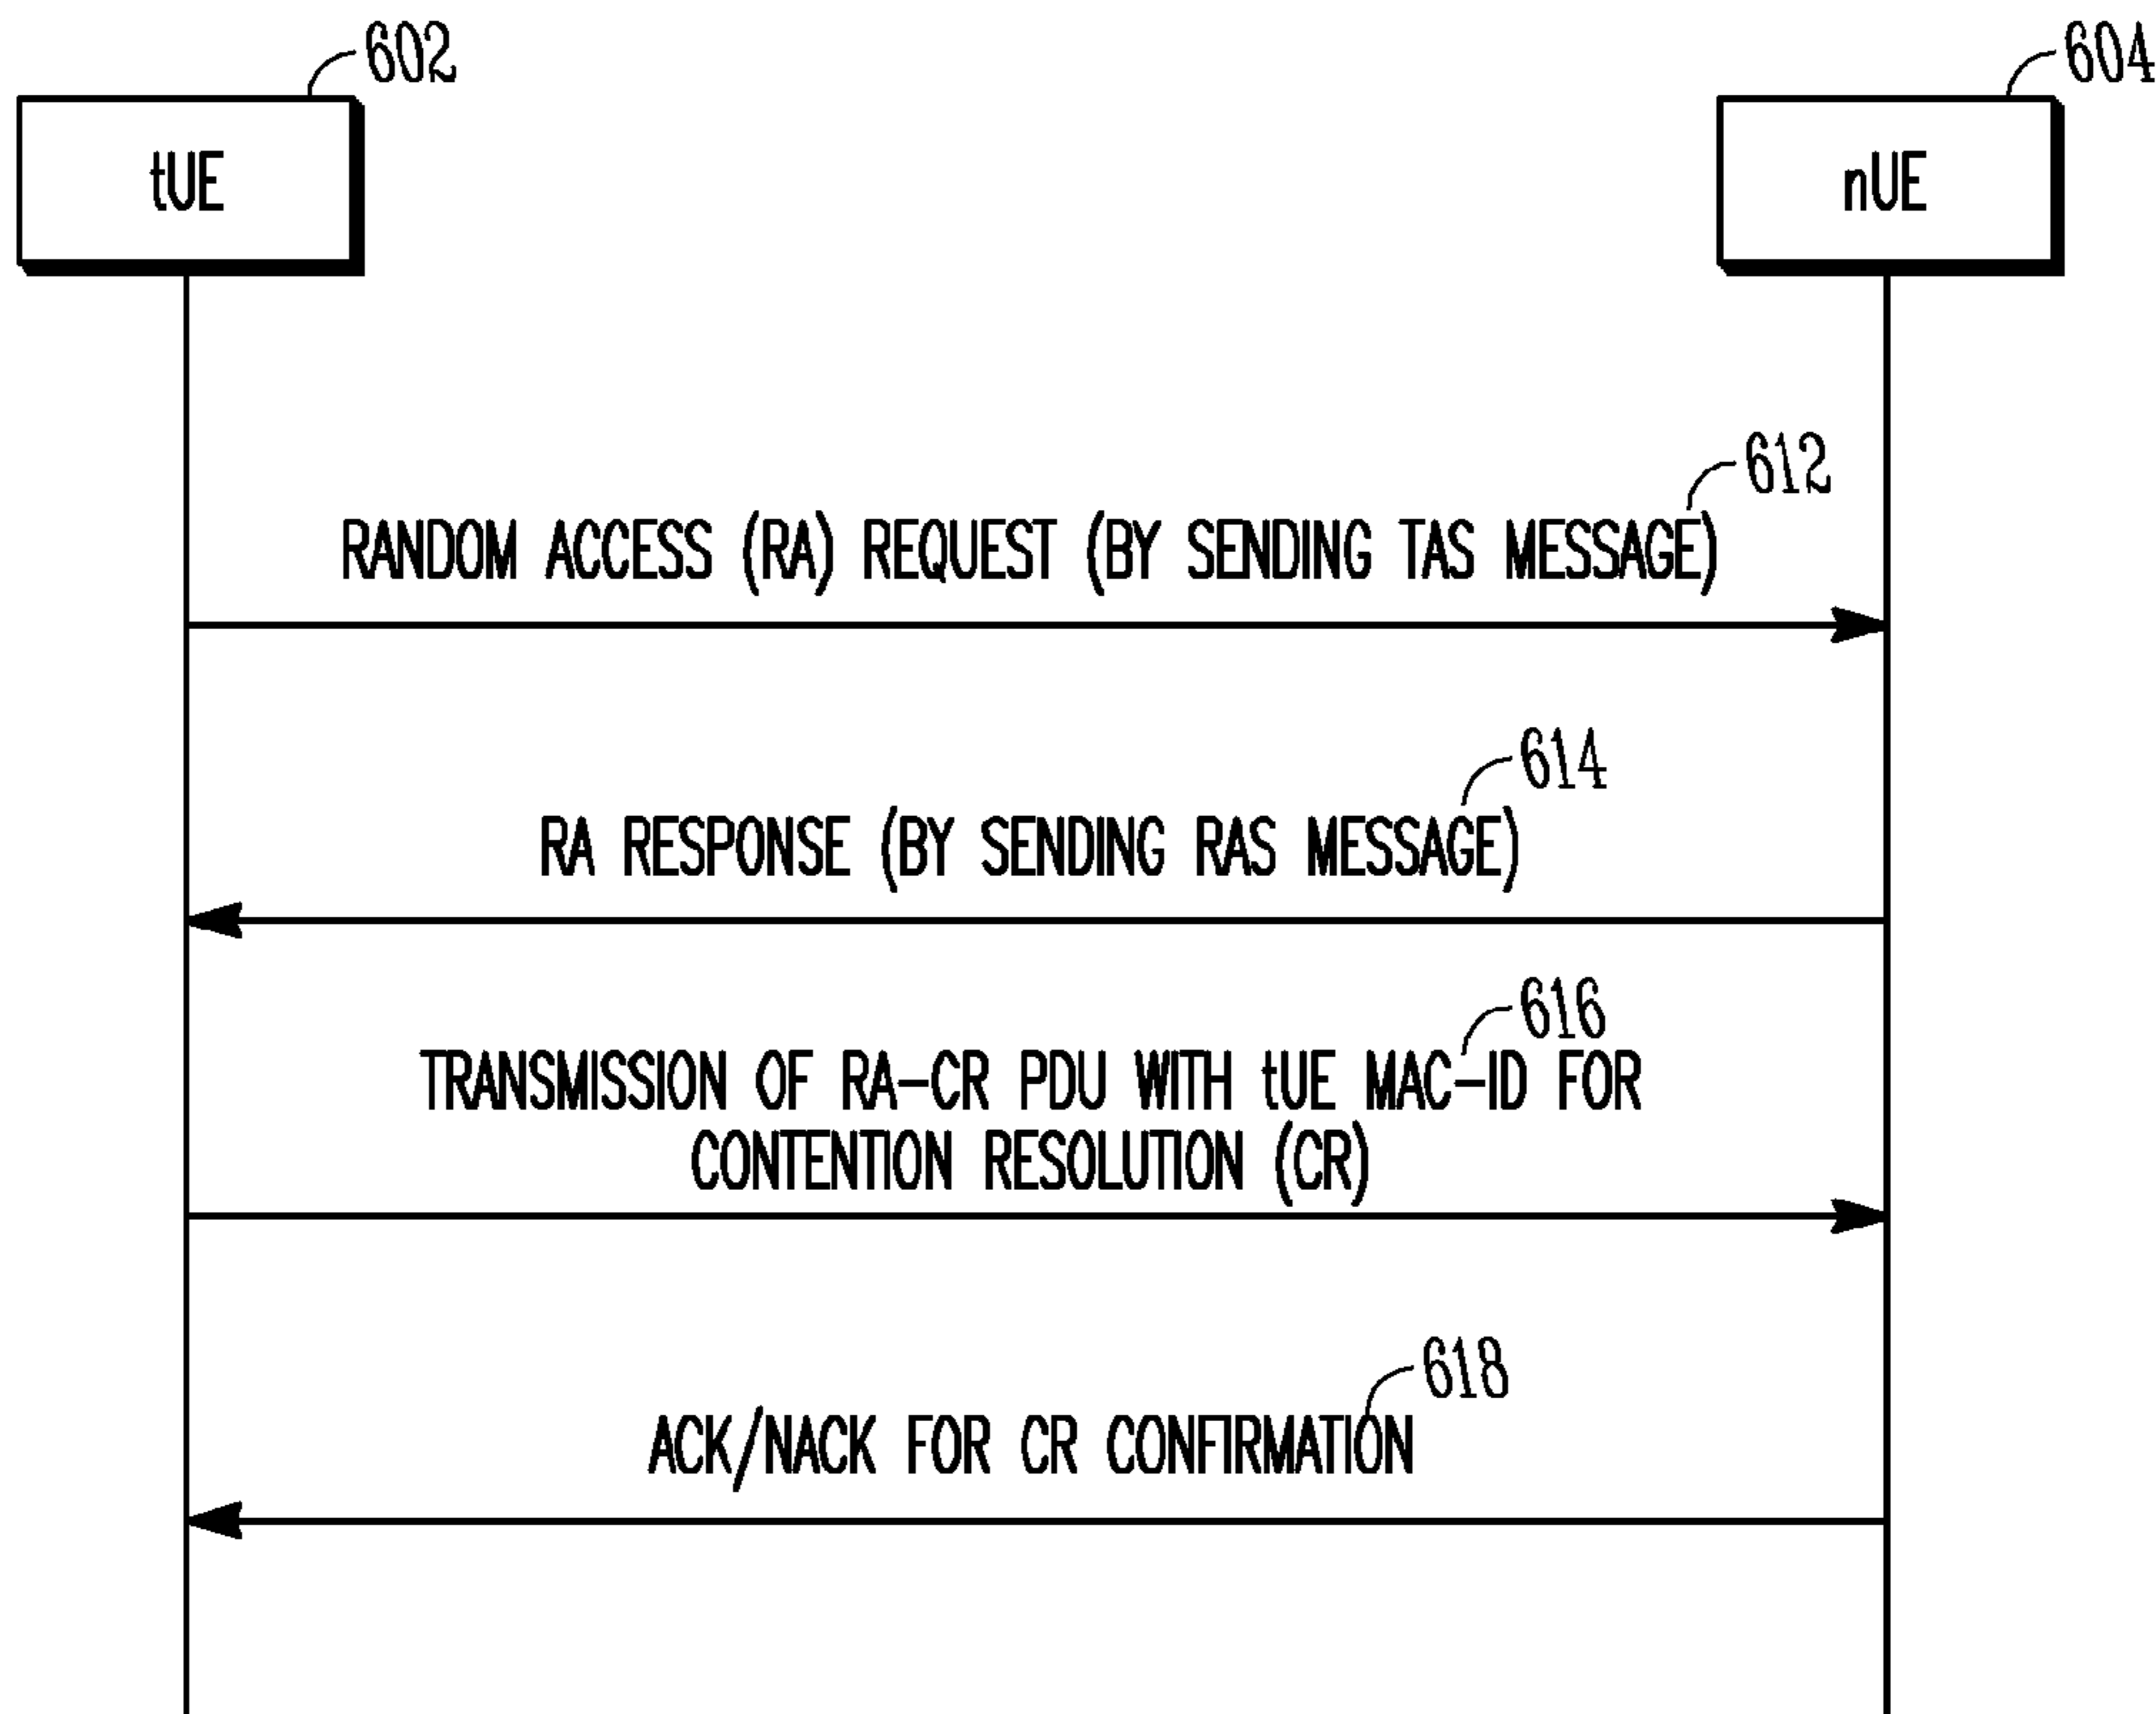 602
604
tUE
nUE
612
RANDOM ACCESS (RA) REQUEST (BY SENDING TAS MESSAGE)
614
RA RESPONSE (BY SENDING RAS MESSAGE)
616
TRANSMISSION OF RA-CR PDU WITH tUE MAC-ID FOR
CONTENTION RESOLUTION (CR)
618
ACK/NACK FOR CR CONFIRMATION